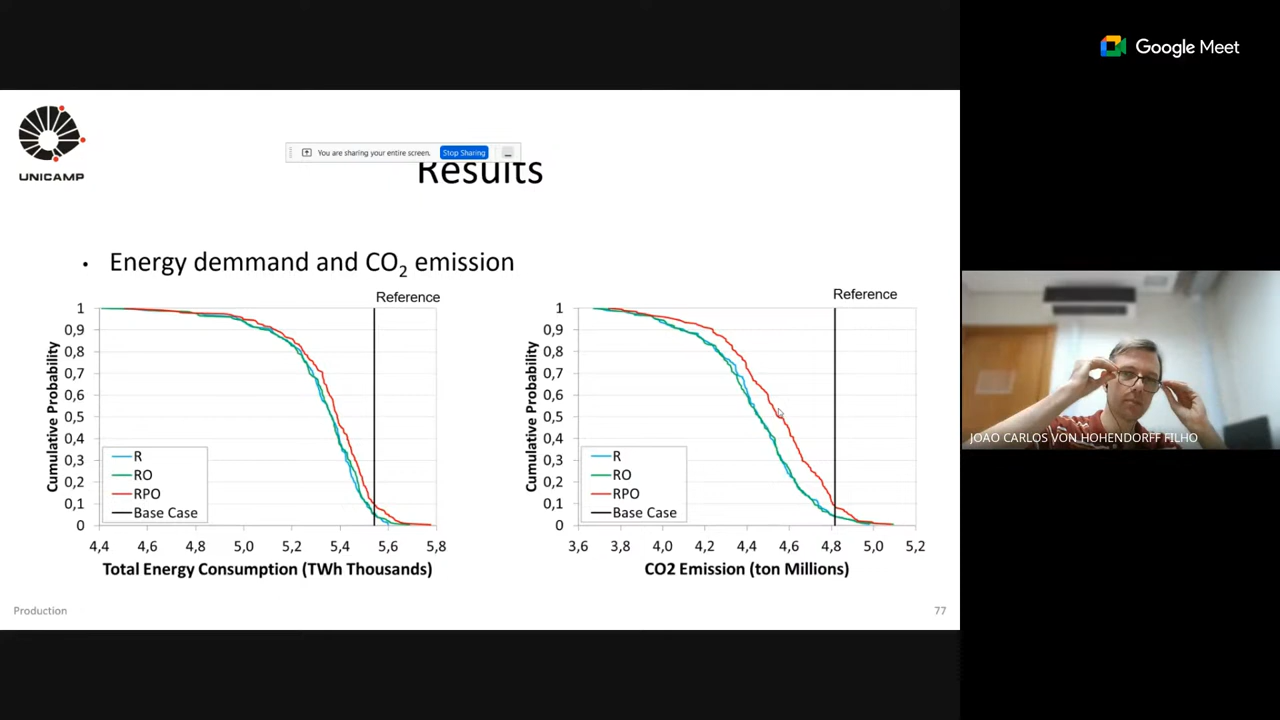 Google Meet
UNICAMP
You are sharing your entire screen.
Stop Sharing
Results
• Energy demmand and CO2 emission
Reference
1
0,9
0,8
0,7
0,6
0,5
0,4
0,3
0,2
0,1
0
Cumulative Probability
R
RO
RPO
Base Case
4,4 4,6 4,8 5,0 5,2 5,4 5,6 5,8
Total Energy Consumption (TWh Thousands)
Reference
1
0,9
0,8
0,7
0,6
0,5
0,4
0,3
0,2
0,1
0
Cumulative Probability
R
RO
RPO
Base Case
3,6 3,8 4,0 4,2 4,4 4,6 4,8 5,0 5,2
CO2 Emission (ton Millions)
Production
77
JOAO CARLOS VON HOHENDORFF FILHO